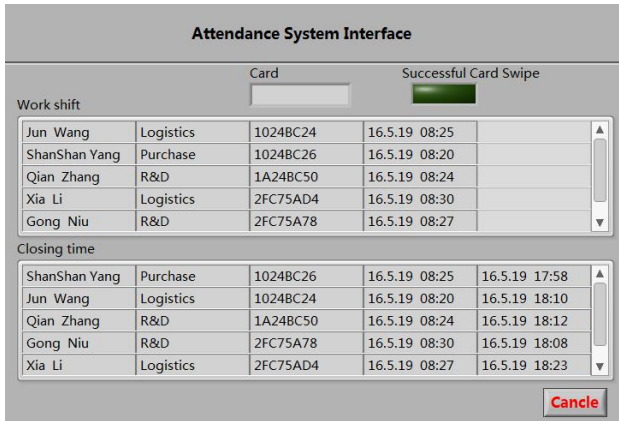 Attendance System Interface
Card Successful Card Swipe
Work shift
Jun Wang Logistics 1024BC24 16.5.19 08:25
ShanShan Yang Purchase 1024BC26 16.5.19 08:20
Qian Zhang R&D 1A24BC50 16.5.19 08:24
Xia Li Logistics 2FC75AD4 16.5.19 08:30
Gong Niu R&D 2FC75A78 16.5.19 08:27
Closing time
ShanShan Yang Purchase 1024BC26 16.5.19 08:25 16.5.19 17:58
Jun Wang Logistics 1024BC24 16.5.19 08:20 16.5.19 18:10
Qian Zhang R&D 1A24BC50 16.5.19 08:24 16.5.19 18:12
Gong Niu R&D 2FC75A78 16.5.19 08:30 16.5.19 18:08
Xia Li Logistics 2FC75AD4 16.5.19 08:27 16.5.19 18:23
Cancle